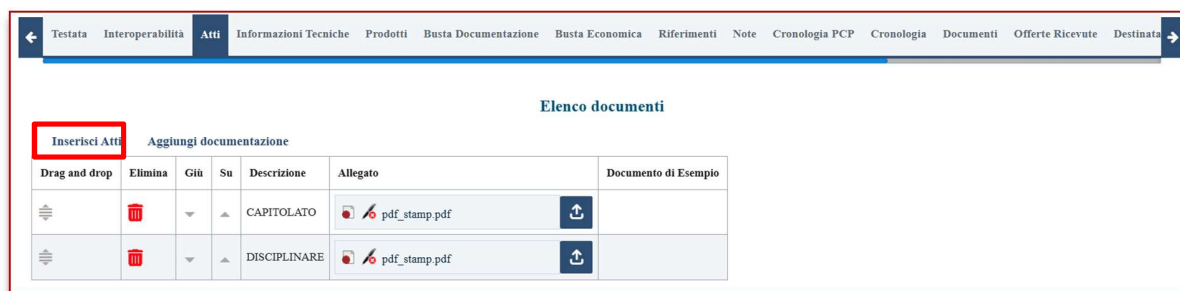 Testata Interoperabilità Atti Informazioni Tecniche Prodotti Busta Documentazione Busta Economica Riferimenti Note Cronologia PCP Cronologia Documenti Offerte Ricevute Destinata
Elenco documenti
Inserisci Atti Aggiungi documentazione
Drag and drop Elimina Giù Su Descrizione Allegato Documento di Esempio
CAPITOLATO pdf_stamp.pdf
DISCIPLINARE pdf_stamp.pdf